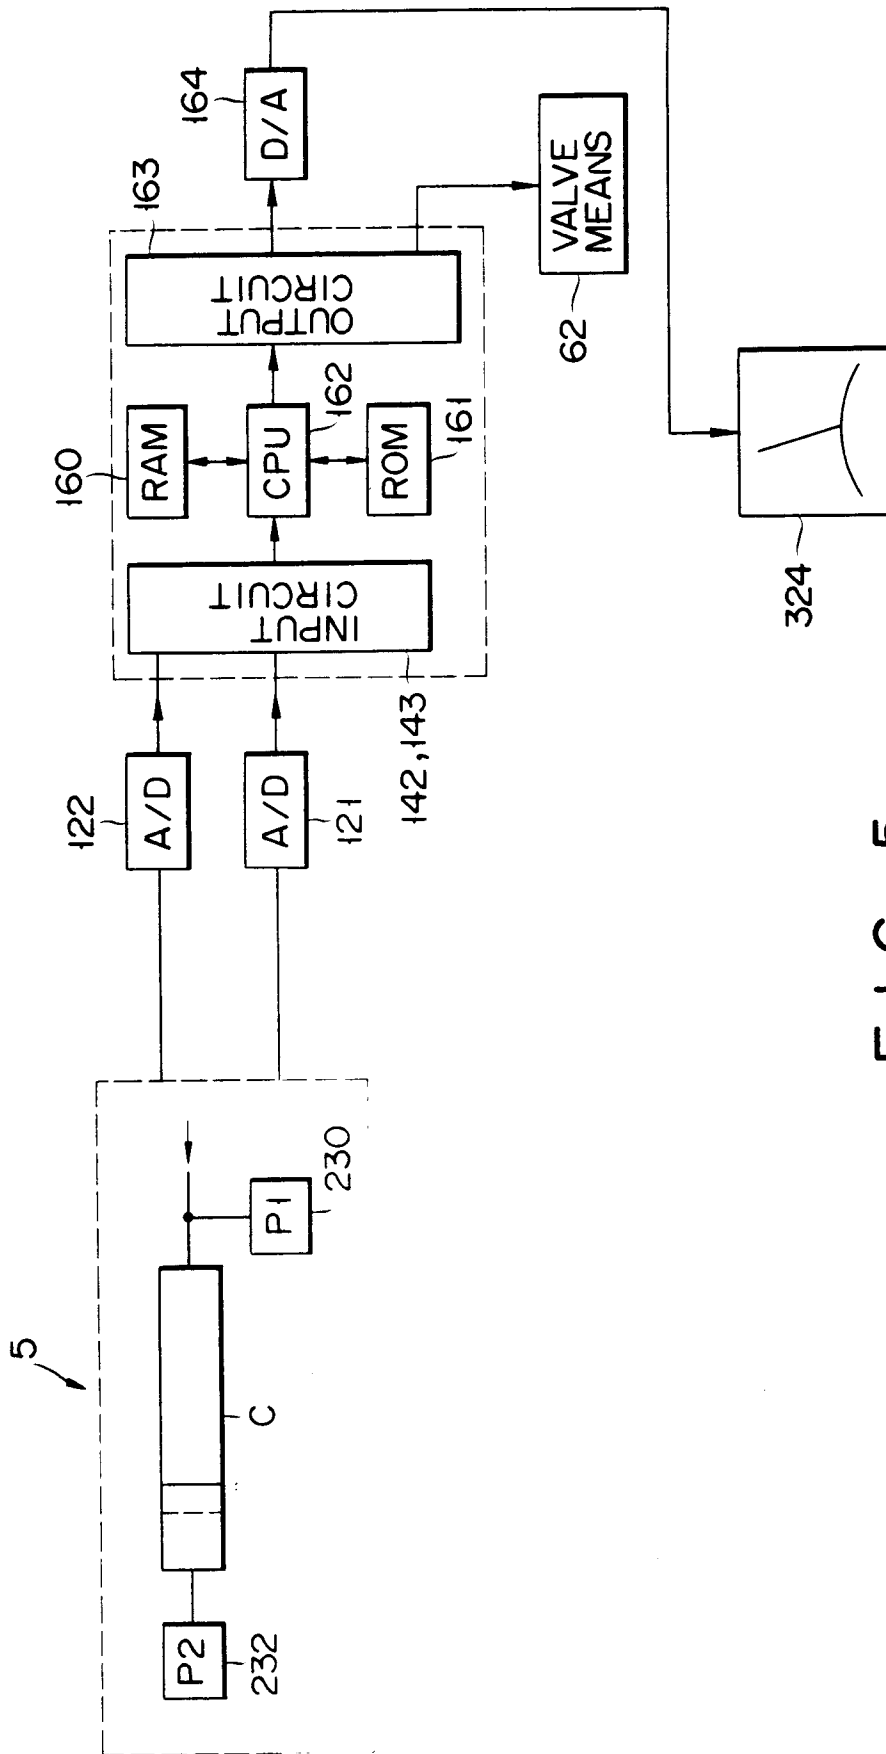 5
P2
232
C
P1
230
122
A/D
A/D
121
142,143
INPUT
CIRCUIT
160
RAM
CPU
162
ROM
161
OUTPUT
CIRCUIT
163
164
D/A
VALVE
MEANS
62
324